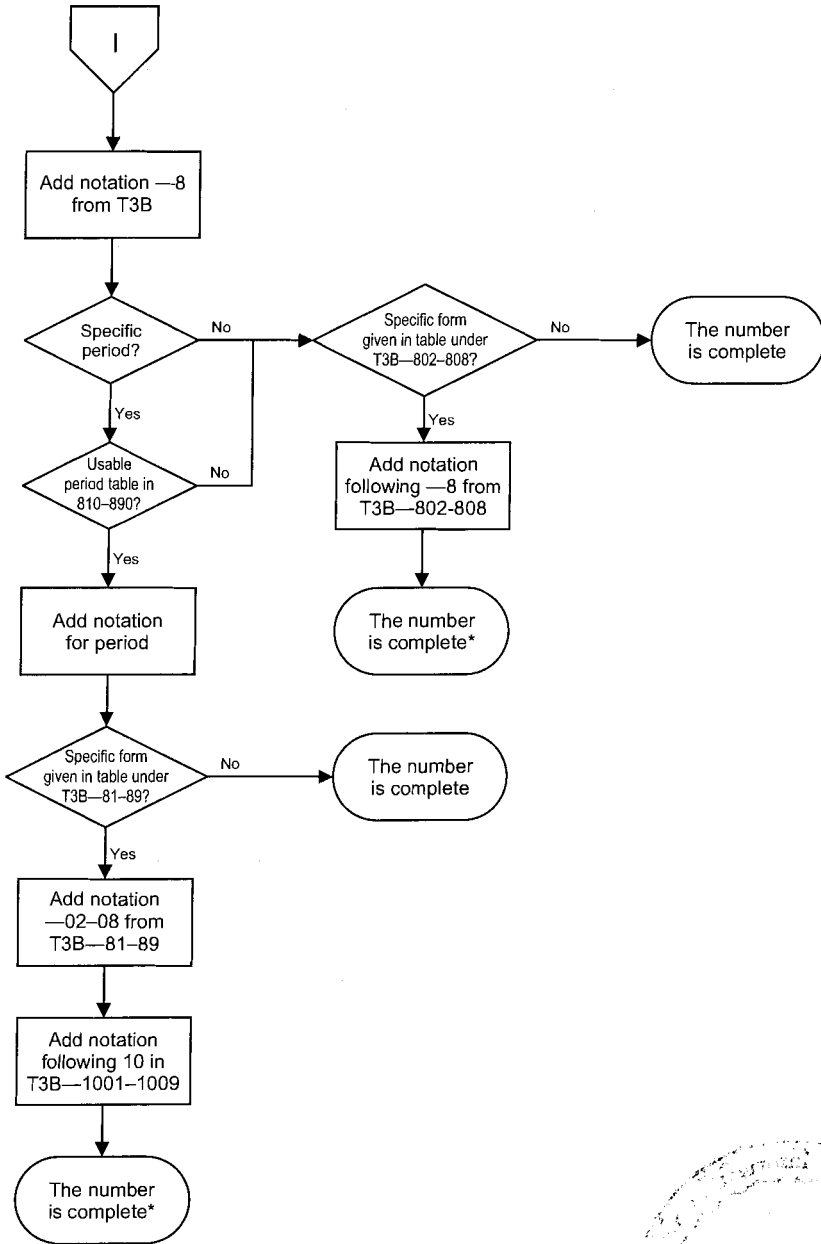 I
Add notation —8
from T3B
Specific
period?
No
Specific form
given in table under
T3B—802–808?
No
The number
is complete
Yes
Yes
Usable
period table in
810–890?
No
Add notation
following —8 from
T3B—802-808
Yes
Add notation
for period
The number
is complete*
Specific form
given in table under
T3B—81–89?
No
The number
is complete
Yes
Add notation
—02–08 from
T3B—81–89
Add notation
following 10 in
T3B—1001–1009
The number
is complete*